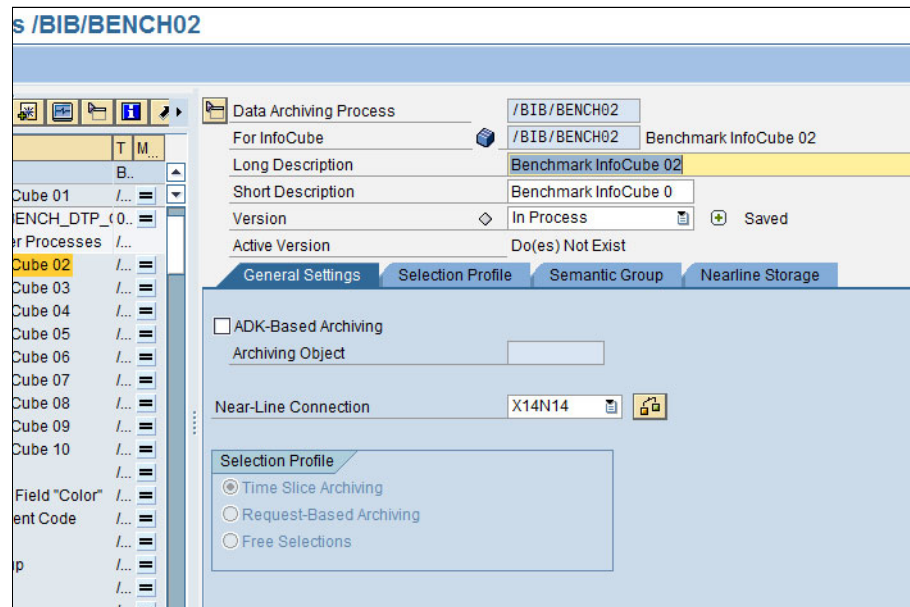 s /BIB/BENCH02
Data Archiving Process /BIB/BENCH02
For InfoCube /BIB/BENCH02 Benchmark InfoCube 02
Long Description Benchmark InfoCube 02
Short Description Benchmark InfoCube 0
Version In Process Saved
Active Version Do(es) Not Exist
General Settings Selection Profile Semantic Group Nearline Storage
ADK-Based Archiving
Archiving Object
Near-Line Connection X14N14
Selection Profile
Time Slice Archiving
Request-Based Archiving
Free Selections
T M...
B..
Cube 01 /...
BENCH_DTP_ 0..
er Processes /...
Cube 02 /...
Cube 03 /...
Cube 04 /...
Cube 05 /...
Cube 06 /...
Cube 07 /...
Cube 08 /...
Cube 09 /...
Cube 10 /...
/...
Field "Color" /...
ent Code /...
/...
up /...
/...